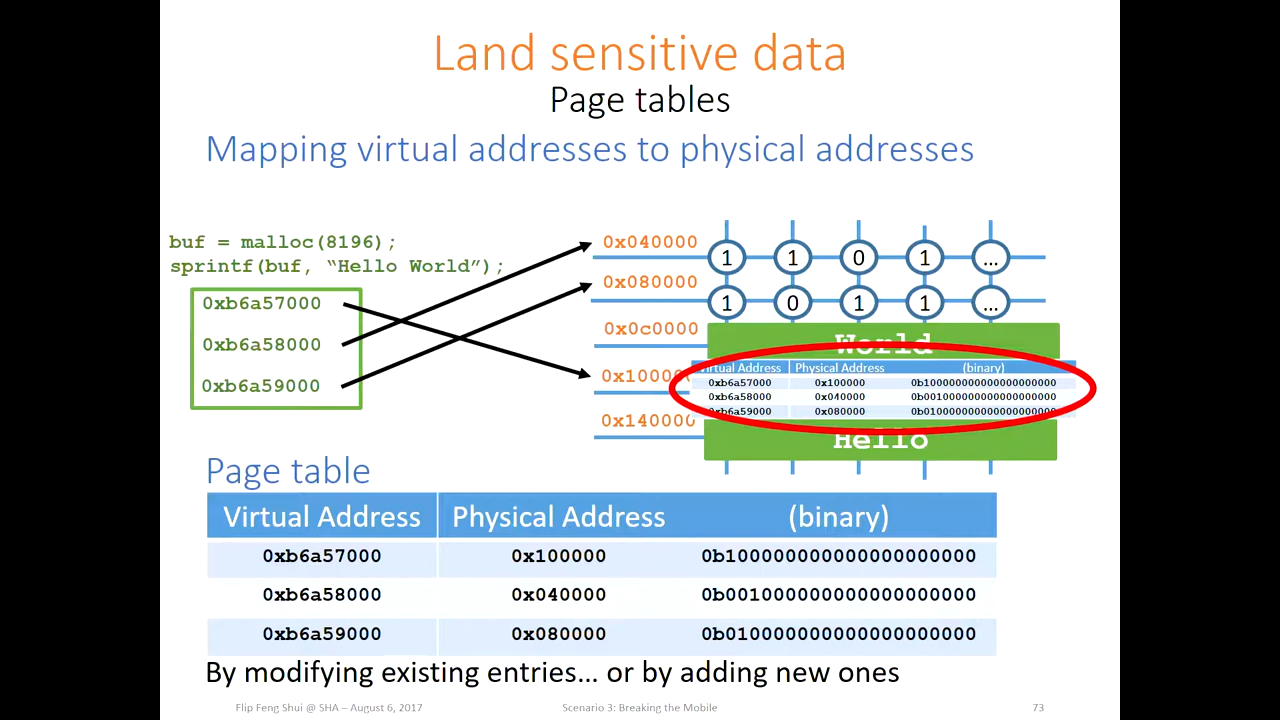 Land sensitive data
Page tables
Mapping virtual addresses to physical addresses
buf = malloc(8196);
sprintf(buf, “Hello World”);
0xb6a57000
0xb6a58000
0xb6a59000
0x040000
0x080000
0x0c0000
0x10000
0x140000
1 1 0 1 ...
1 0 1 1 ...
World
Virtual Address Physical Address (binary)
0xb6a57000 0x100000 0b100000000000000000000
0xb6a58000 0x040000 0b001000000000000000000
0xb6a59000 0x080000 0b010000000000000000000
Hello
Page table
Virtual Address Physical Address (binary)
0xb6a57000 0x100000 0b100000000000000000000
0xb6a58000 0x040000 0b001000000000000000000
0xb6a59000 0x080000 0b010000000000000000000
By modifying existing entries... or by adding new ones
Flip Feng Shui @ SHA – August 6, 2017 Scenario 3: Breaking the Mobile 73